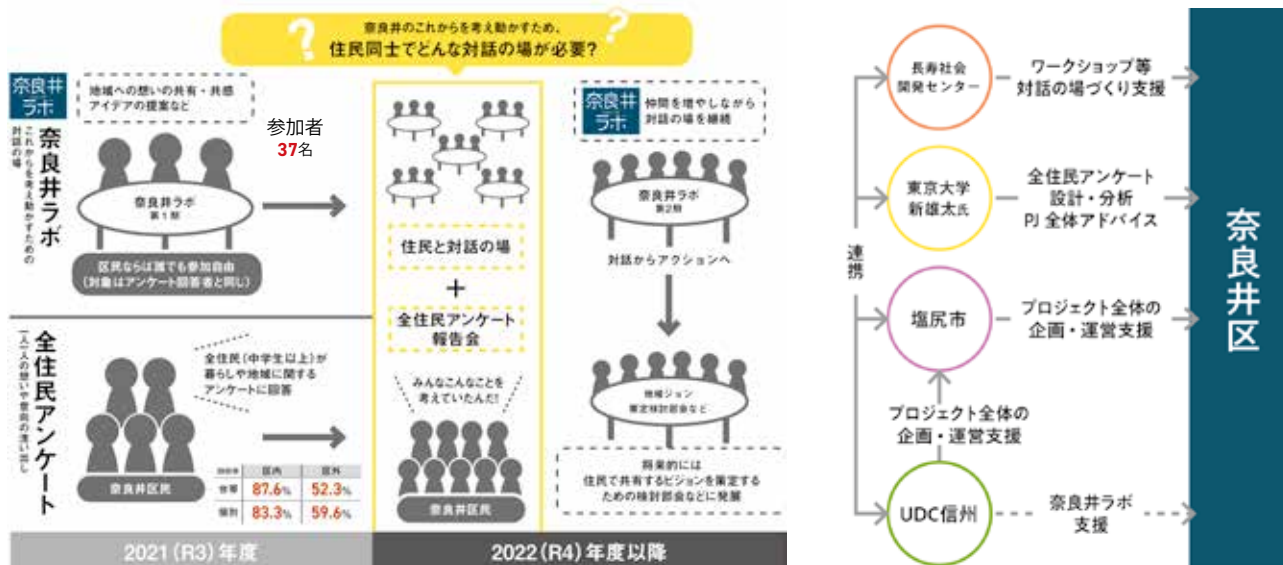 奈良井のこれからを考え動かすため、
住民同士でどんな対話の場が必要?
奈良井
ラボ
地域への想いの共有・共感
アイデアの提案など
奈良井ラボ
これからを考え動かすための
対話の場
参加者
37名
奈良井ラボ
第1期
区民ならば誰でも参加自由
(対象はアンケート回答者と同じ)
全住民アンケート
一人一人の想いや意向の洗い出し
全住民(中学生以上)が
暮らしや地域に関する
アンケートに回答
奈良井区民
区内 区外
87.6% 52.3%
個別 83.3% 59.6%
2021(R3)年度
住民と対話の場
+
全住民アンケート
報告会
みんなこんなことを
考えていたんだ!
奈良井区民
奈良井
ラボ
仲間を増やしながら
対話の場を継続
奈良井ラボ
第2期
対話からアクションへ
地域ジョン
策定検討部会など
将来的には
住民で共有するビジョンを策定する
ための検討部会などに発展
2022(R4)年度以降
連携
長寿社会
開発センター
ワークショップ等
対話の場づくり支援
東京大学
新雄太氏
全住民アンケート
設計・分析
PJ 全体アドバイス
塩尻市
プロジェクト全体の
企画・運営支援
プロジェクト全体の
企画・運営支援
UDC信州
奈良井ラボ
支援
奈良井区